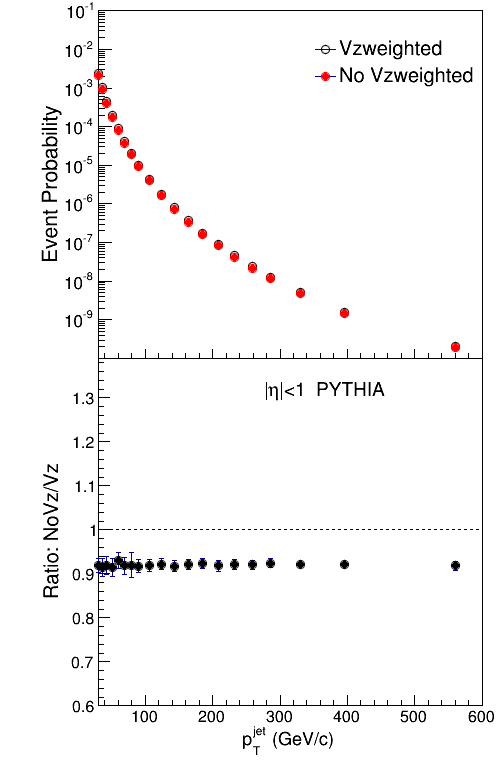 10^-1
10^-2
10^-3
10^-4
10^-5
10^-6
10^-7
10^-8
10^-9
Event Probability
Vzweighted
No Vzweighted
|η|<1 PYTHIA
1.3
1.2
1.1
1
0.9
0.8
0.7
0.6
Ratio: NoVz/Vz
100 200 300 400 500 600
p_T^jet (GeV/c)